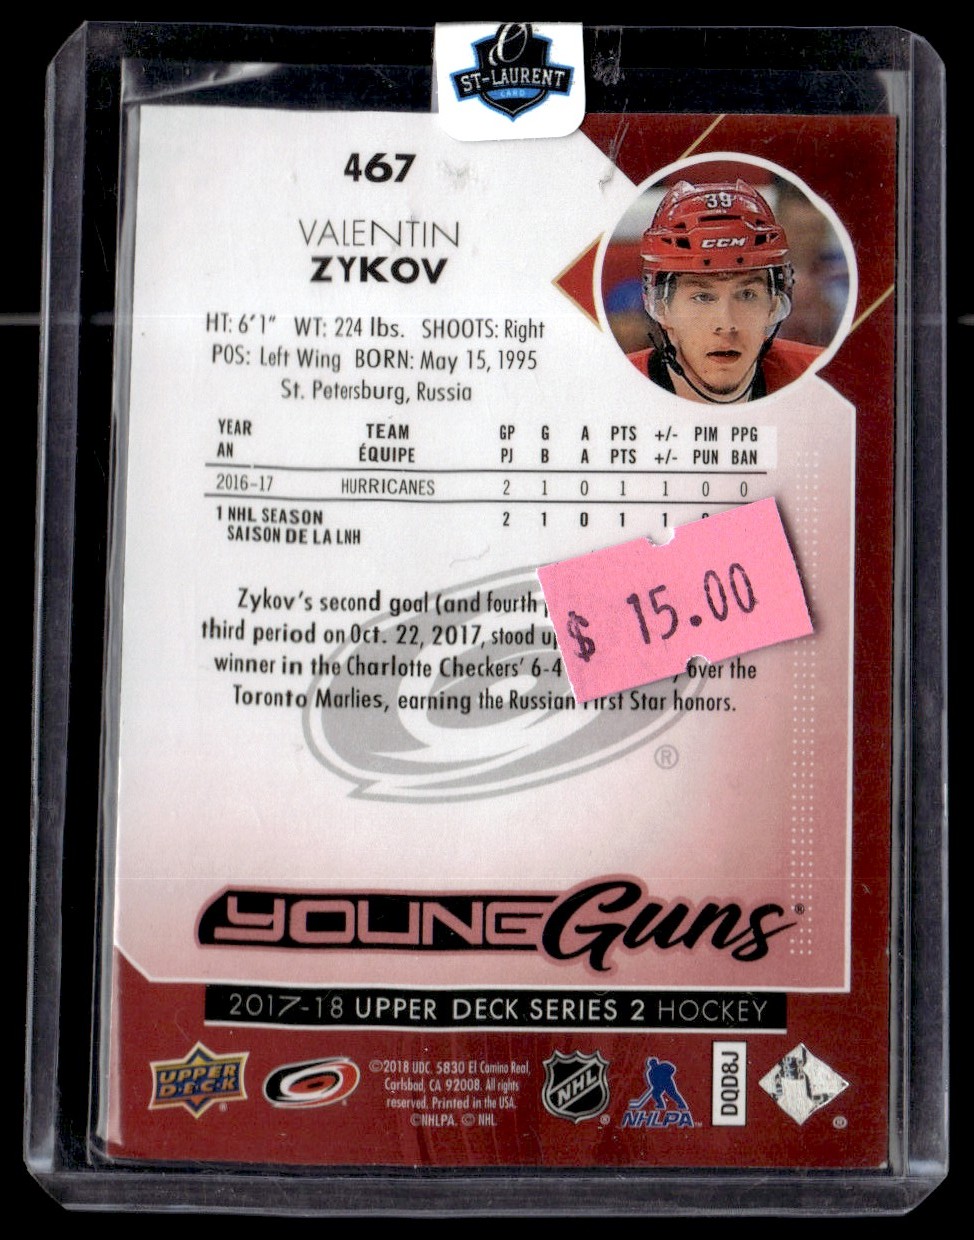 ST-LAURENT
CARD
467
VALENTIN
ZYKOV
39
CCM
HT: 6'1" WT: 224 lbs. SHOOTS: Right
POS: Left Wing BORN: May 15, 1995
St. Petersburg, Russia
YEAR TEAM GP G A PTS +/- PIM PPG
AN ÉQUIPE PJ B A PTS +/- PUN BAN
2016-17 HURRICANES 2 1 0 1 1 0 0
1 NHL SEASON 2 1 0 1 1
SAISON DE LA LNH
$ 15.00
Zykov's second goal (and fourth
third period on Oct. 22, 2017, stood
winner in the Charlotte Checkers' 6-4 over the
Toronto Marlies, earning the Russian First Star honors.
®
YOUNG Guns®
2017-18 UPPER DECK SERIES 2 HOCKEY
UPPER
DECK
®
©2018 UDC. 5830 El Camino Real,
Carlsbad, CA 92008. All rights
reserved. Printed in the USA.
©NHLPA. © NHL.
NHL
®
NHLPA™
DQD8J
®